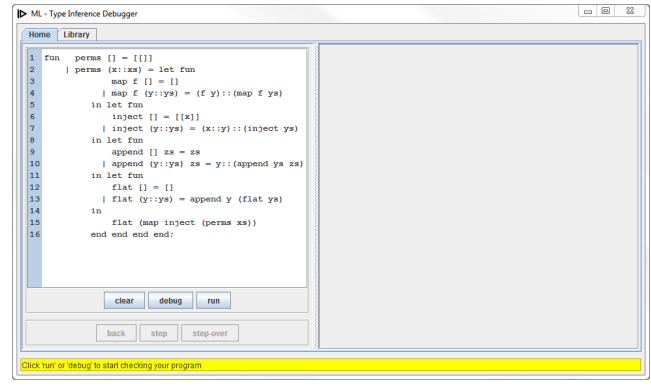 ML - Type Inference Debugger
Home Library
1 fun perms [] = [[]]
2 | perms (x::xs) = let fun
3 map f [] = []
4 | map f (y::ys) = (f y)::(map f ys)
5 in let fun
6 inject [] = [[x]]
7 | inject (y::ys) = (x::y)::(inject ys)
8 in let fun
9 append [] zs = zs
10 | append (y::ys) zs = y::(append ys zs)
11 in let fun
12 flat [] = []
13 | flat (y::ys) = append y (flat ys)
14 in
15 flat (map inject (perms xs))
16 end end end end;
clear debug run
back step step-over
Click 'run' or 'debug' to start checking your program